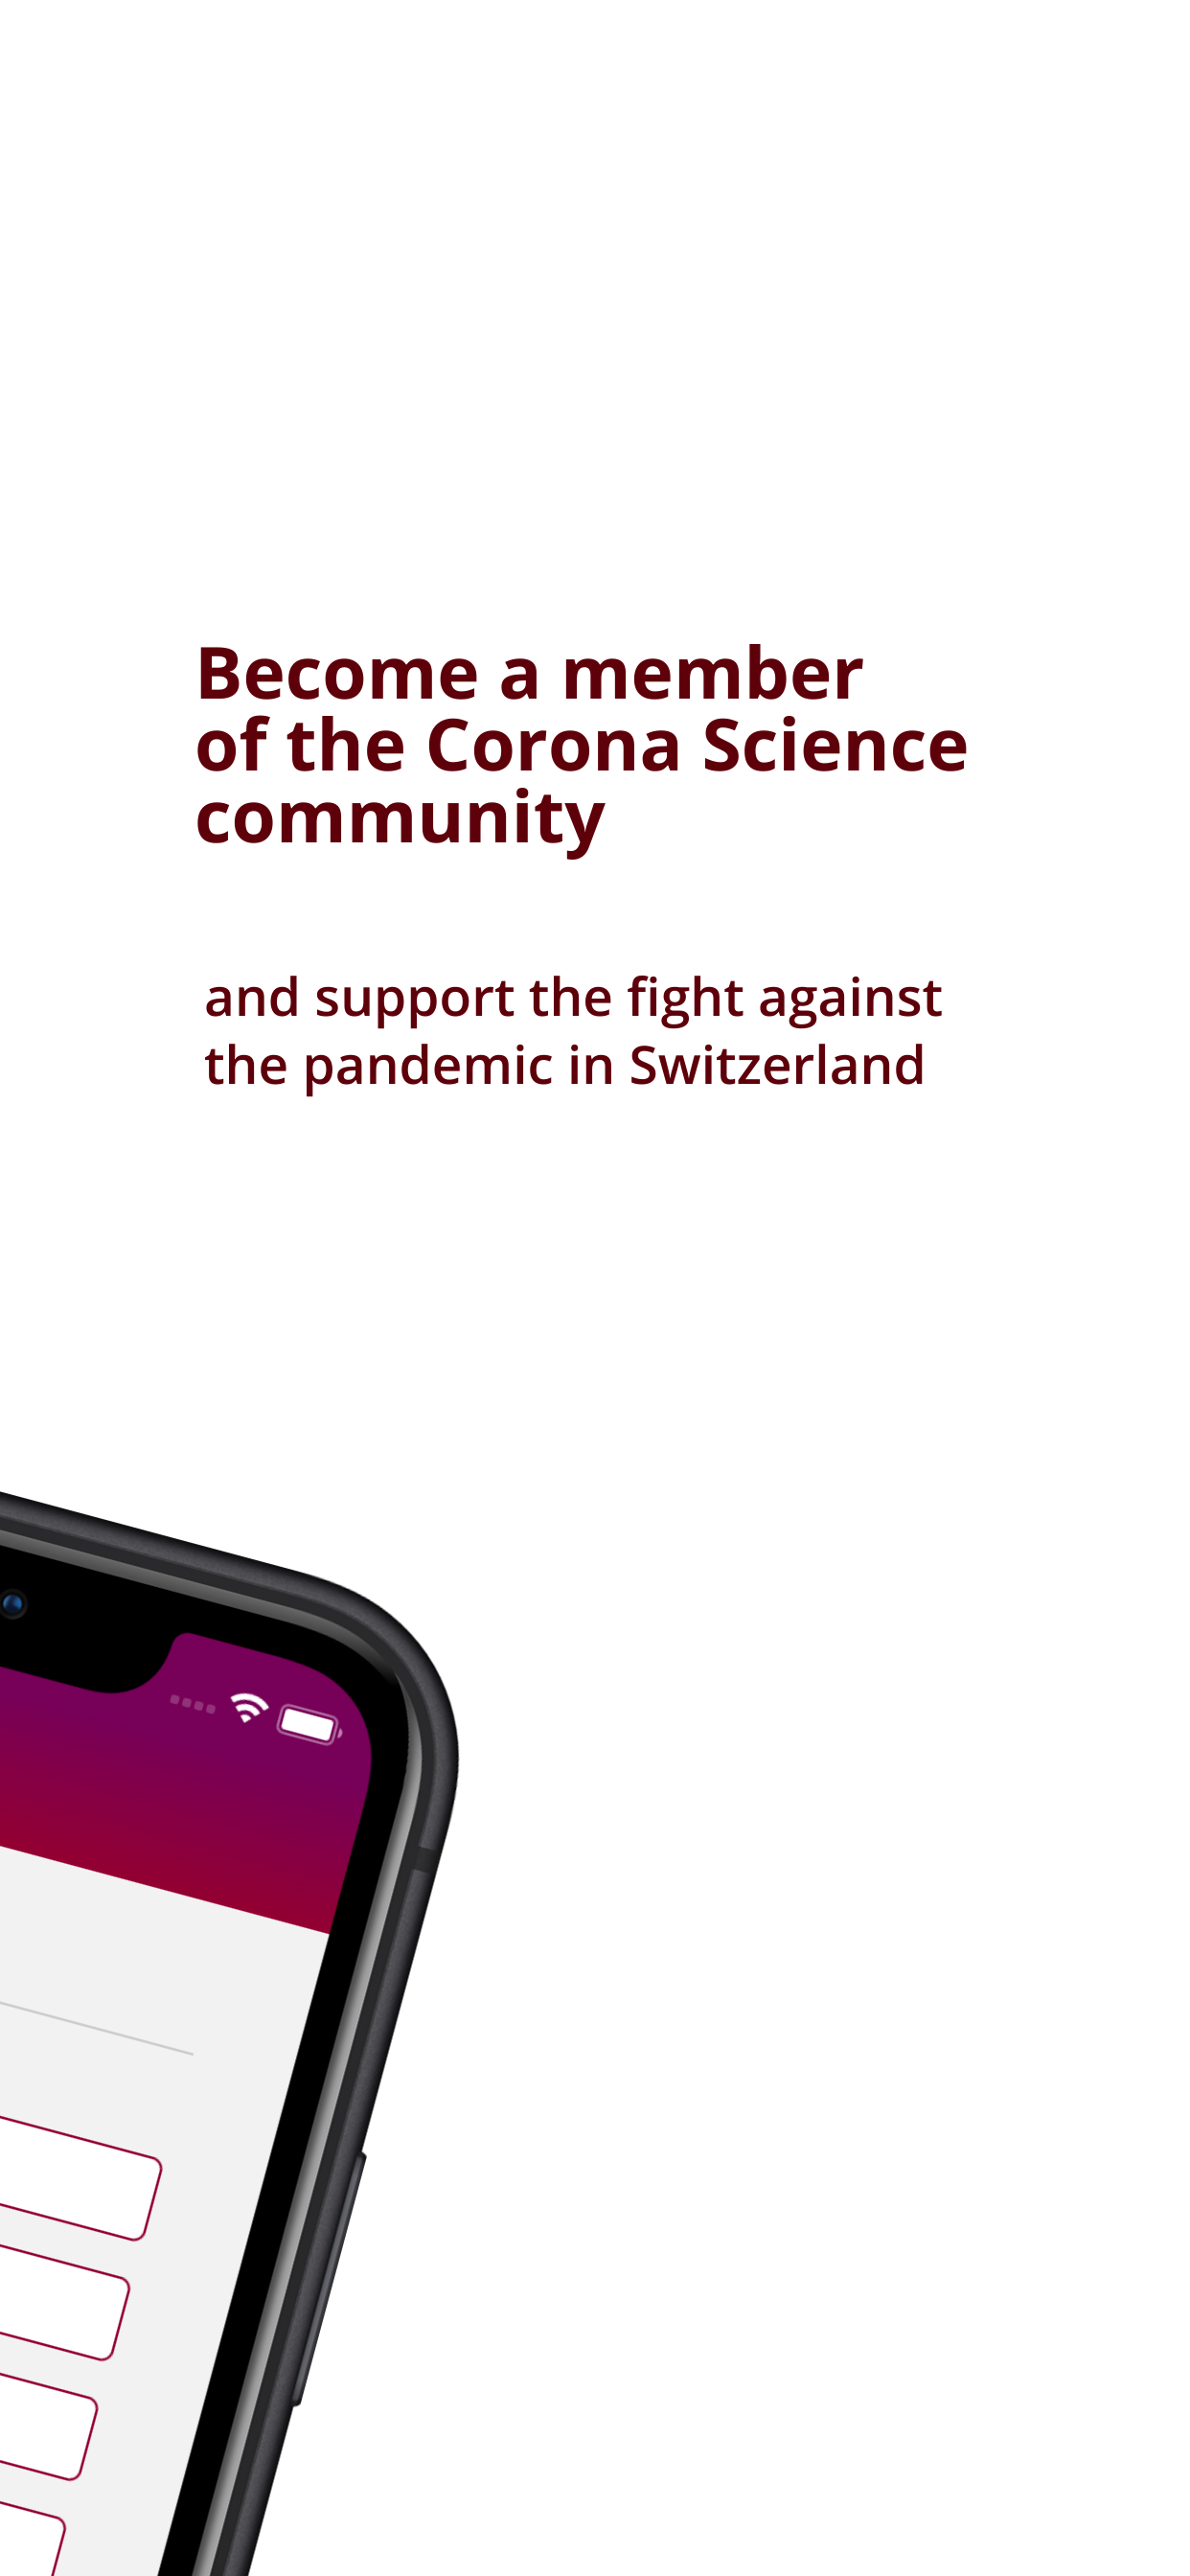 Become a member
of the Corona Science
community
and support the fight against
the pandemic in Switzerland